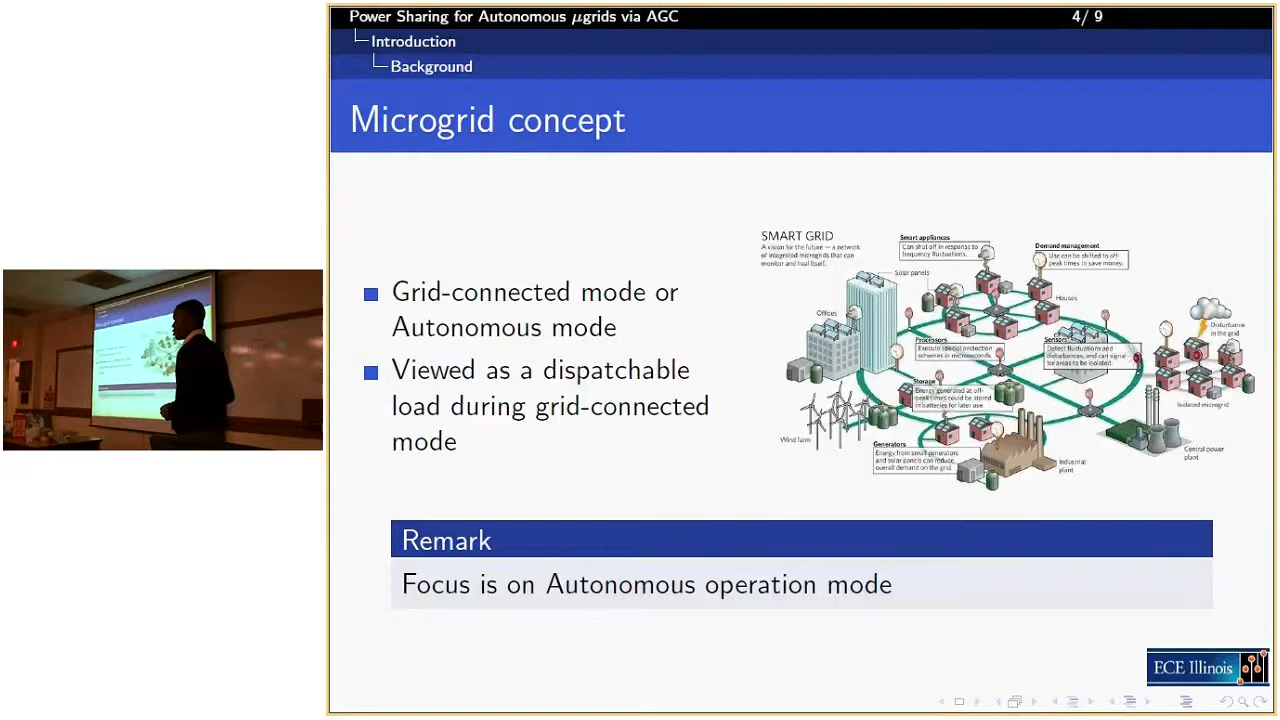 Power Sharing for Autonomous μgrids via AGC
4/ 9
Introduction
Background
Microgrid concept
Grid-connected mode or
Autonomous mode
Viewed as a dispatchable
load during grid-connected
mode
SMART GRID
A vision for the future — a network
of integrated microgrids that can
monitor and heal itself.
Smart appliances
Can shut off in response to
frequency fluctuations.
Demand management
Use can be shifted to off-
peak times to save money.
Solar panels
Houses
Offices
Processors
Execute special protection
schemes in microseconds.
Sensors
Detect fluctuations and
disturbances, and can signal
for areas to be isolated.
Disturbance
in the grid
Storage
Energy generated at off-
peak times could be stored
in batteries for later use
Isolated microgrid
Wind farm
Generators
Energy from small generators
and solar panels can reduce
overall demand on the grid.
Industrial
plant
Central power
plant
Remark
Focus is on Autonomous operation mode
ECE Illinois
Microgrid concept